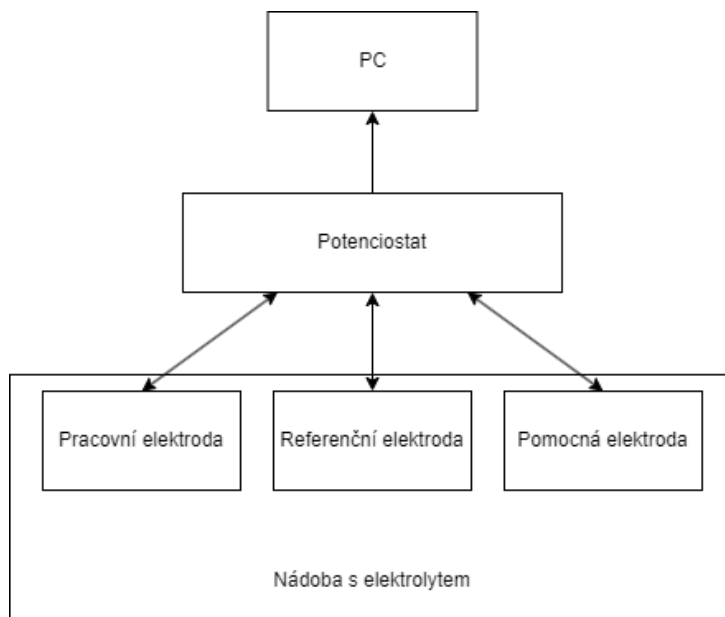 PC
Potenciostat
Pracovní elektroda
Referenční elektroda
Pomocná elektroda
Nádoba s elektrolytem